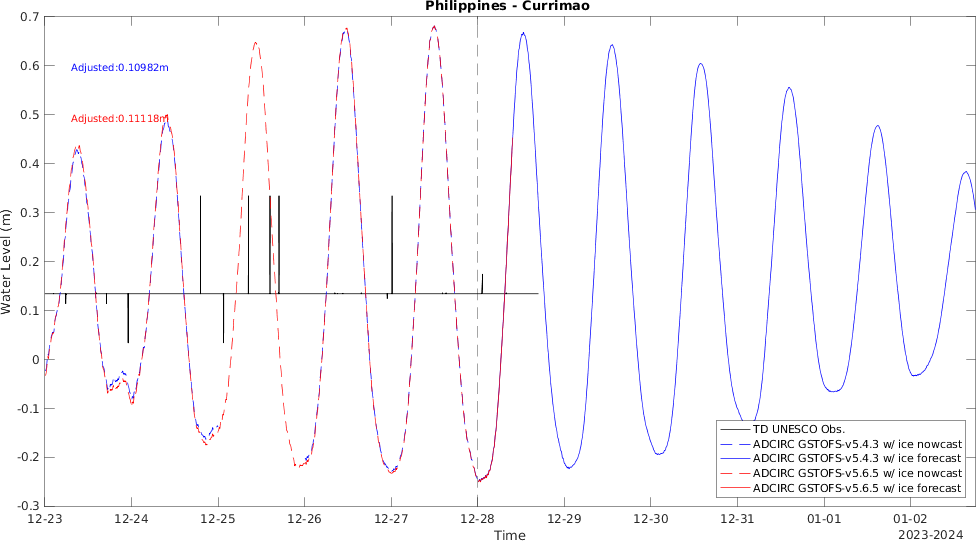 Philippines - Currimao
0.7
0.6
0.5
0.4
0.3
0.2
0.1
0
-0.1
-0.2
-0.3
Water Level (m)
Adjusted:0.10982m
Adjusted:0.11118m
TD UNESCO Obs.
ADCIRC GSTOFS-v5.4.3 w/ ice nowcast
ADCIRC GSTOFS-v5.4.3 w/ ice forecast
ADCIRC GSTOFS-v5.6.5 w/ ice nowcast
ADCIRC GSTOFS-v5.6.5 w/ ice forecast
12-23 12-24 12-25 12-26 12-27 12-28 12-29 12-30 12-31 01-01 01-02
Time
2023-2024